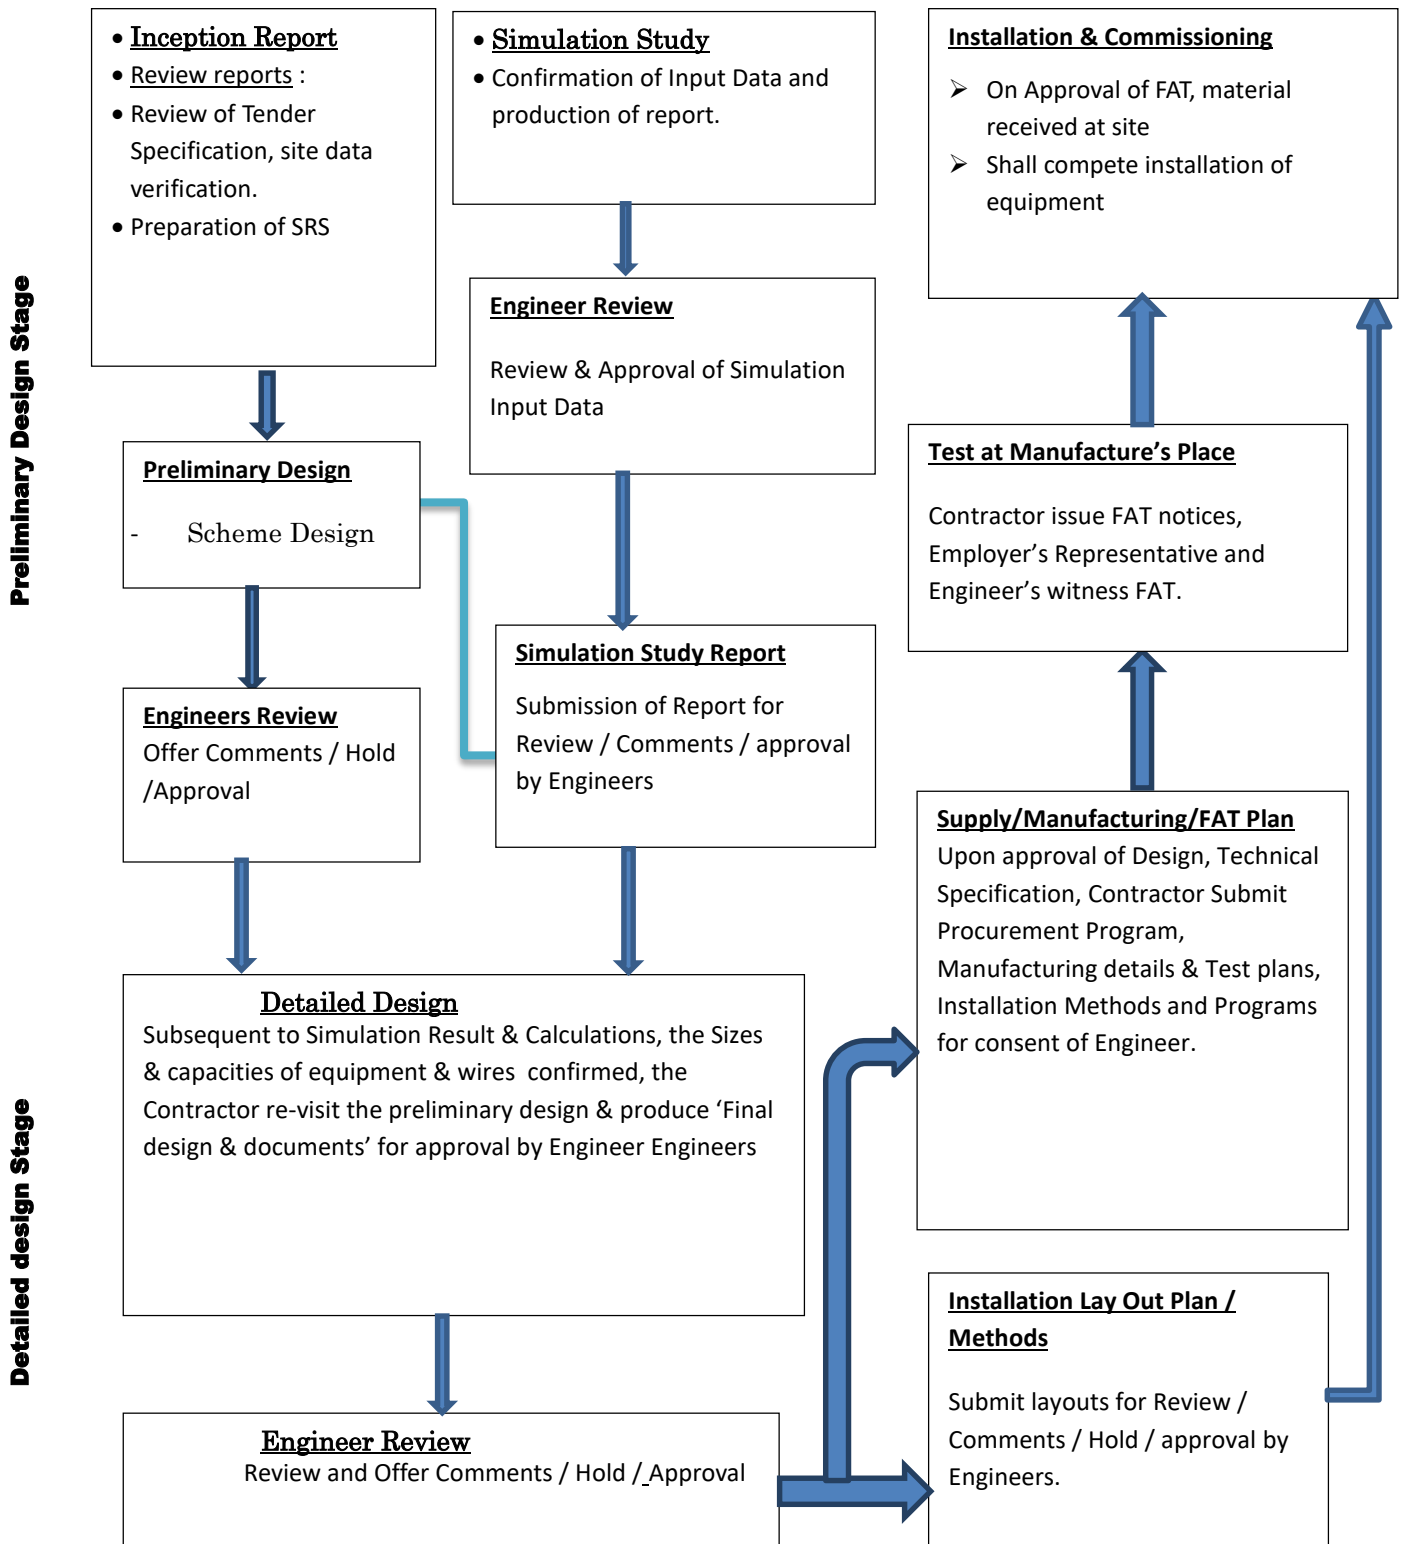 Preliminary Design Stage
• Inception Report
• Review reports :
• Review of Tender
Specification, site data
verification.
• Preparation of SRS
Preliminary Design
- Scheme Design
Engineers Review
Offer Comments / Hold
/Approval
• Simulation Study
• Confirmation of Input Data and
production of report.
Engineer Review
Review & Approval of Simulation
Input Data
Simulation Study Report
Submission of Report for
Review / Comments / approval
by Engineers
Detailed design Stage
Detailed Design
Subsequent to Simulation Result & Calculations, the Sizes
& capacities of equipment & wires confirmed, the
Contractor re-visit the preliminary design & produce ‘Final
design & documents’ for approval by Engineer Engineers
Engineer Review
Review and Offer Comments / Hold / Approval
Installation & Commissioning
➢ On Approval of FAT, material
received at site
➢ Shall compete installation of
equipment
Test at Manufacture’s Place
Contractor issue FAT notices,
Employer’s Representative and
Engineer’s witness FAT.
Supply/Manufacturing/FAT Plan
Upon approval of Design, Technical
Specification, Contractor Submit
Procurement Program,
Manufacturing details & Test plans,
Installation Methods and Programs
for consent of Engineer.
Installation Lay Out Plan /
Methods
Submit layouts for Review /
Comments / Hold / approval by
Engineers.